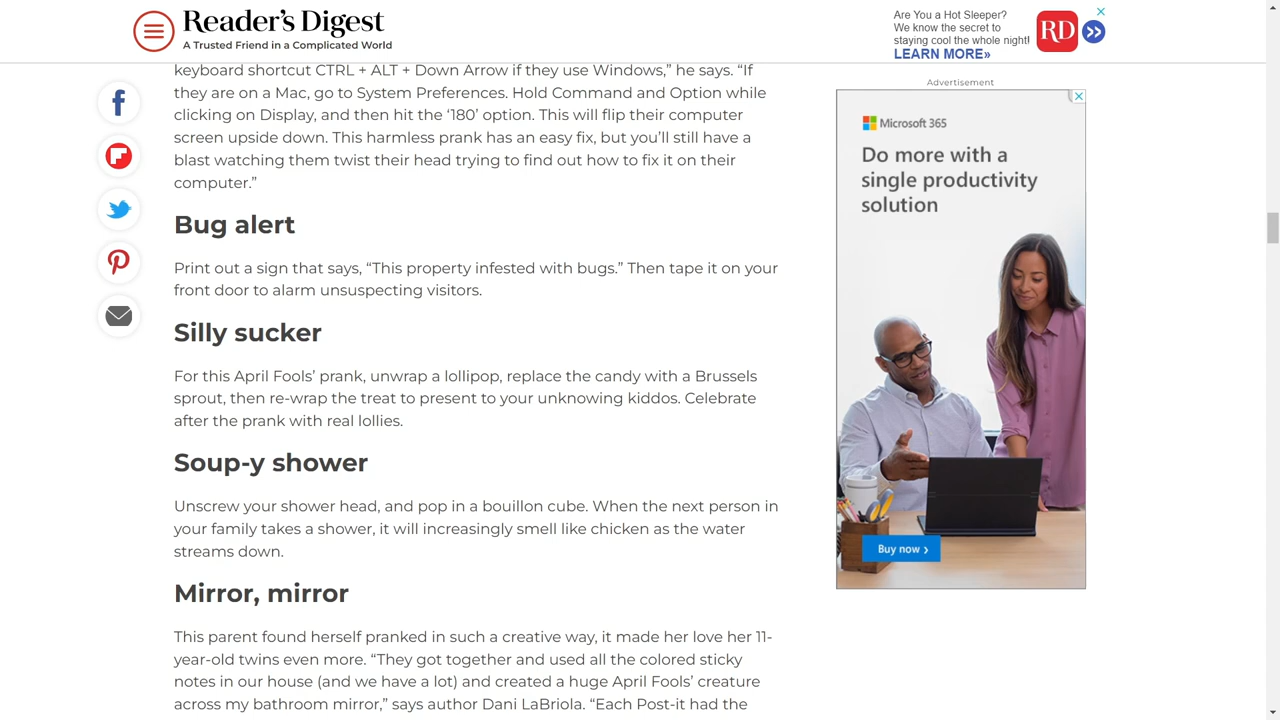 Reader's Digest
A Trusted Friend in a Complicated World
Are You a Hot Sleeper?
We know the secret to
staying cool the whole night!
LEARN MORE»
RD
Advertisement
keyboard shortcut CTRL + ALT + Down Arrow if they use Windows,” he says. “If
they are on a Mac, go to System Preferences. Hold Command and Option while
clicking on Display, and then hit the ‘180’ option. This will flip their computer
screen upside down. This harmless prank has an easy fix, but you’ll still have a
blast watching them twist their head trying to find out how to fix it on their
computer.”
Bug alert
Print out a sign that says, “This property infested with bugs.” Then tape it on your
front door to alarm unsuspecting visitors.
Silly sucker
For this April Fools’ prank, unwrap a lollipop, replace the candy with a Brussels
sprout, then re-wrap the treat to present to your unknowing kiddos. Celebrate
after the prank with real lollies.
Soup-y shower
Unscrew your shower head, and pop in a bouillon cube. When the next person in
your family takes a shower, it will increasingly smell like chicken as the water
streams down.
Mirror, mirror
This parent found herself pranked in such a creative way, it made her love her 11-
year-old twins even more. “They got together and used all the colored sticky
notes in our house (and we have a lot) and created a huge April Fools’ creature
across my bathroom mirror,” says author Dani LaBriola. “Each Post-it had the
Microsoft 365
Do more with a
single productivity
solution
Buy now ›